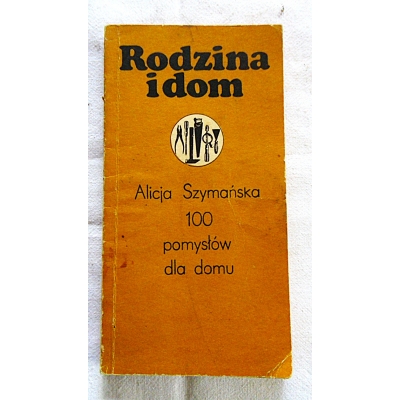 Rodzina
i dom
Alicja Szymańska
100
pomysłów
dla domu